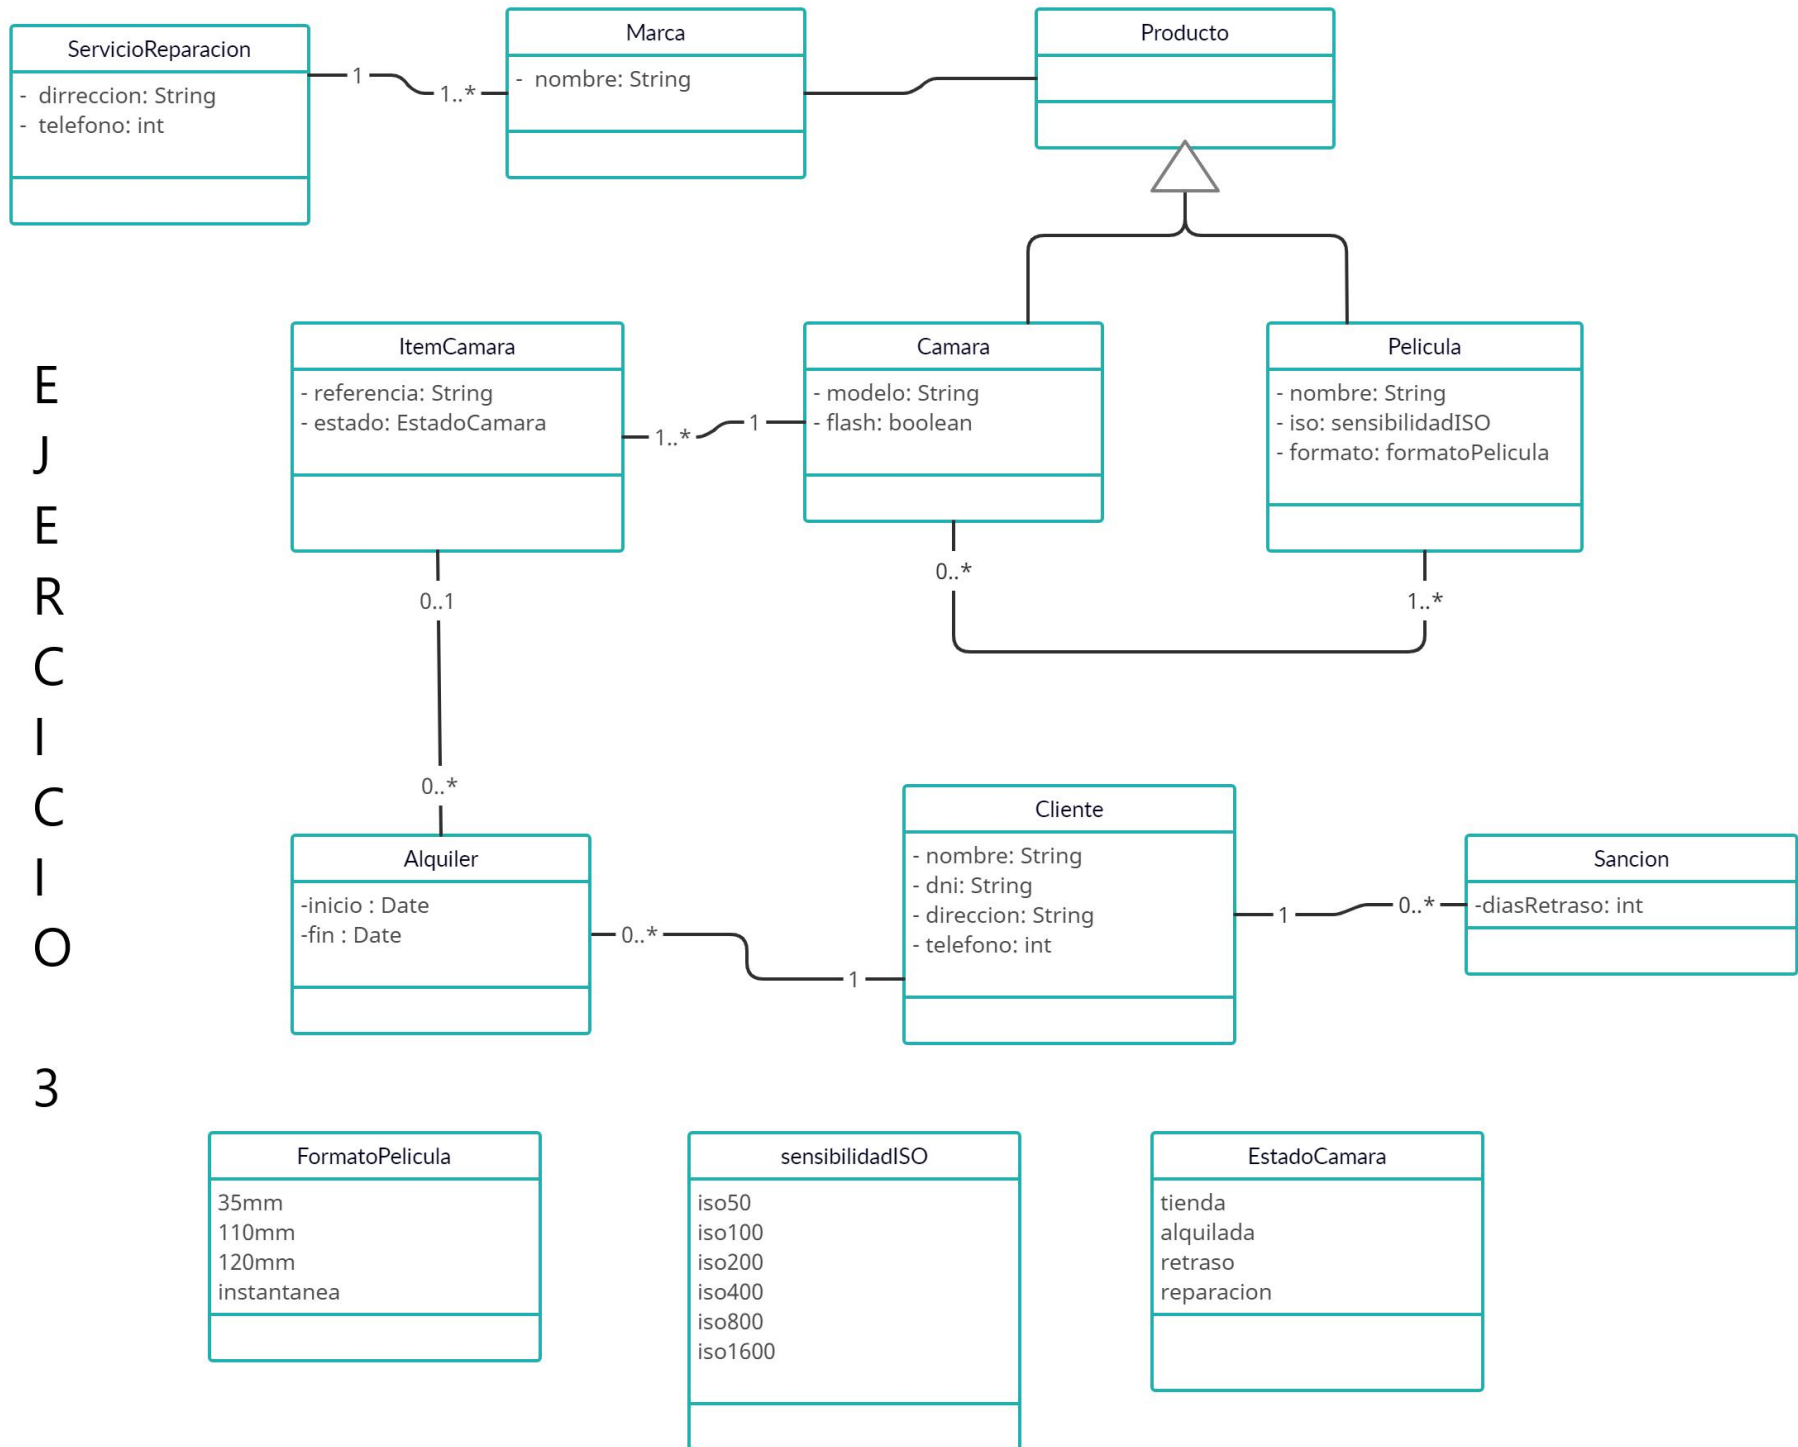 ServicioReparacion
- dirreccion: String
- telefono: int
1
1..*
Marca
- nombre: String
Producto
E
J
E
R
C
I
C
I
O
3
ItemCamara
- referencia: String
- estado: EstadoCamara
1..*
1
Camara
- modelo: String
- flash: boolean
Pelicula
- nombre: String
- iso: sensibilidadISO
- formato: formatoPelicula
0..*
1..*
0..1
0..*
Alquiler
-inicio : Date
-fin : Date
0..*
1
Cliente
- nombre: String
- dni: String
- direccion: String
- telefono: int
1
0..*
Sancion
-diasRetraso: int
FormatoPelicula
35mm
110mm
120mm
instantanea
sensibilidadISO
iso50
iso100
iso200
iso400
iso800
iso1600
EstadoCamara
tienda
alquilada
retraso
reparacion